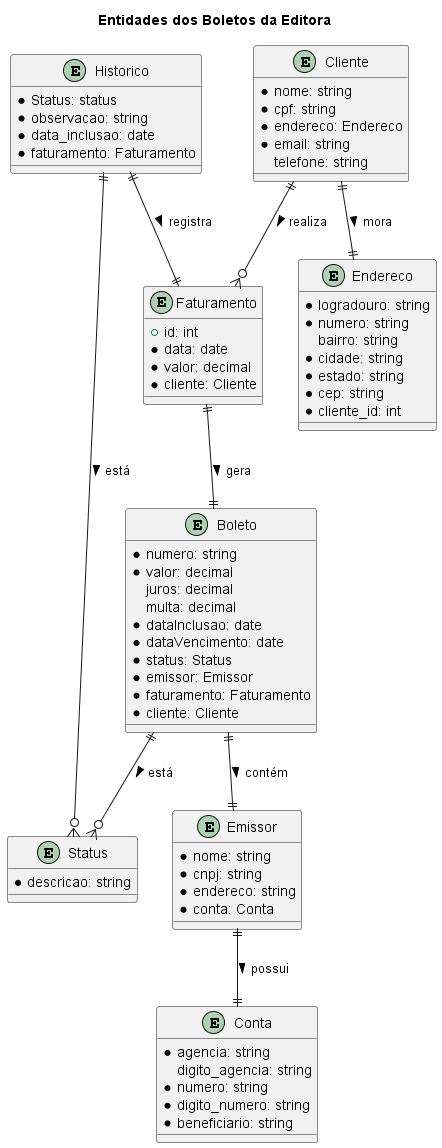 Entidades dos Boletos da Editora
E Historico
Status: status
observacao: string
data_inclusao: date
faturamento: Faturamento
E Cliente
nome: string
cpf: string
endereco: Endereco
email: string
telefone: string
registra
realiza
mora
E Faturamento
id: int
data: date
valor: decimal
cliente: Cliente
E Endereco
logradouro: string
numero: string
bairro: string
cidade: string
estado: string
cep: string
cliente_id: int
está
gera
E Boleto
numero: string
valor: decimal
juros: decimal
multa: decimal
dataInclusao: date
dataVencimento: date
status: Status
emissor: Emissor
faturamento: Faturamento
cliente: Cliente
está
contém
E Status
descricao: string
E Emissor
nome: string
cnpj: string
endereco: string
conta: Conta
possui
E Conta
agencia: string
digito_agencia: string
numero: string
digito_numero: string
beneficiario: string